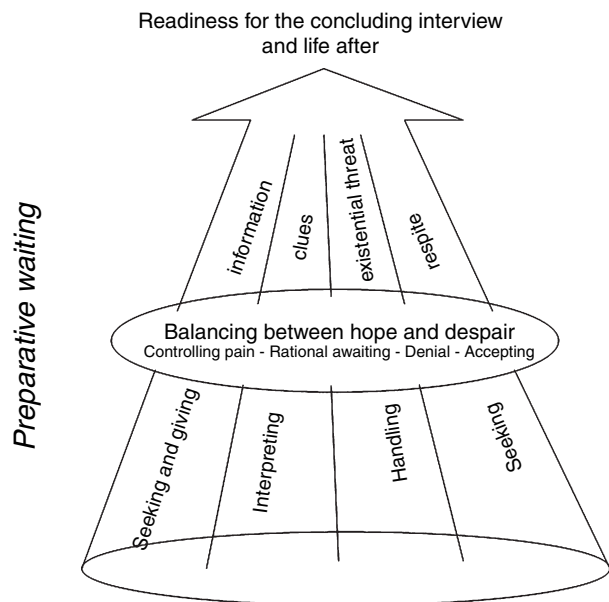 Readiness for the concluding interview
and life after
Preparative waiting
information
clues
existential threat
respite
Balancing between hope and despair
Controlling pain - Rational awaiting - Denial - Accepting
Seeking and giving
Interpreting
Handling
Seeking